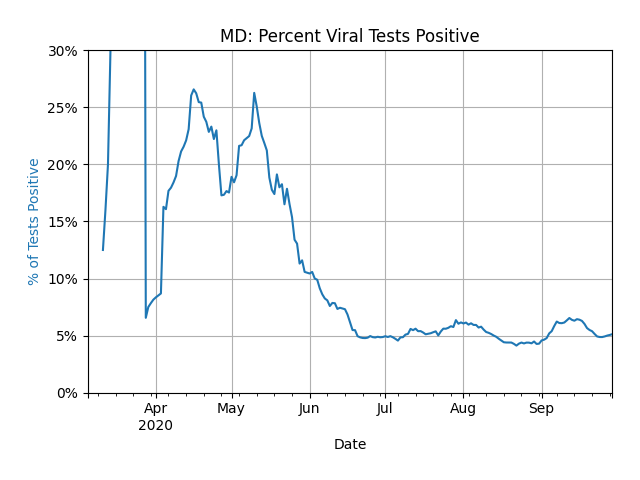 MD: Percent Viral Tests Positive
30%
25%
20%
15%
10%
5%
0%
% of Tests Positive
Apr
2020
May
Jun
Jul
Aug
Sep
Date